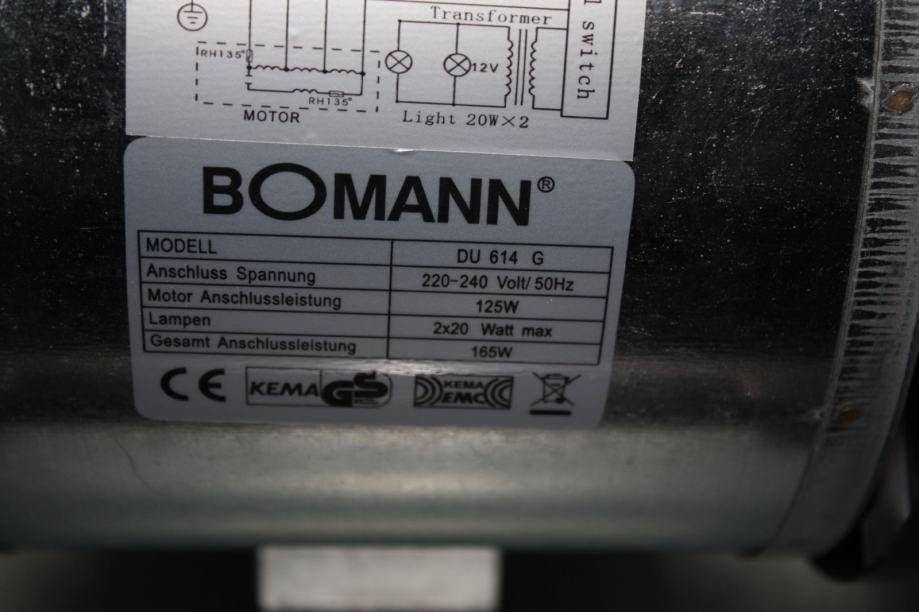 Transformer
switch
RH135°
12V
RH135°
MOTOR
Light 20W×2
BOMANN®
MODELL DU 614 G
Anschluss Spannung 220-240 Volt/50Hz
Motor Anschlussleistung 125W
Lampen 2x20 Watt max
Gesamt Anschlussleistung 165W
CE KEMA GS KEMA EMC